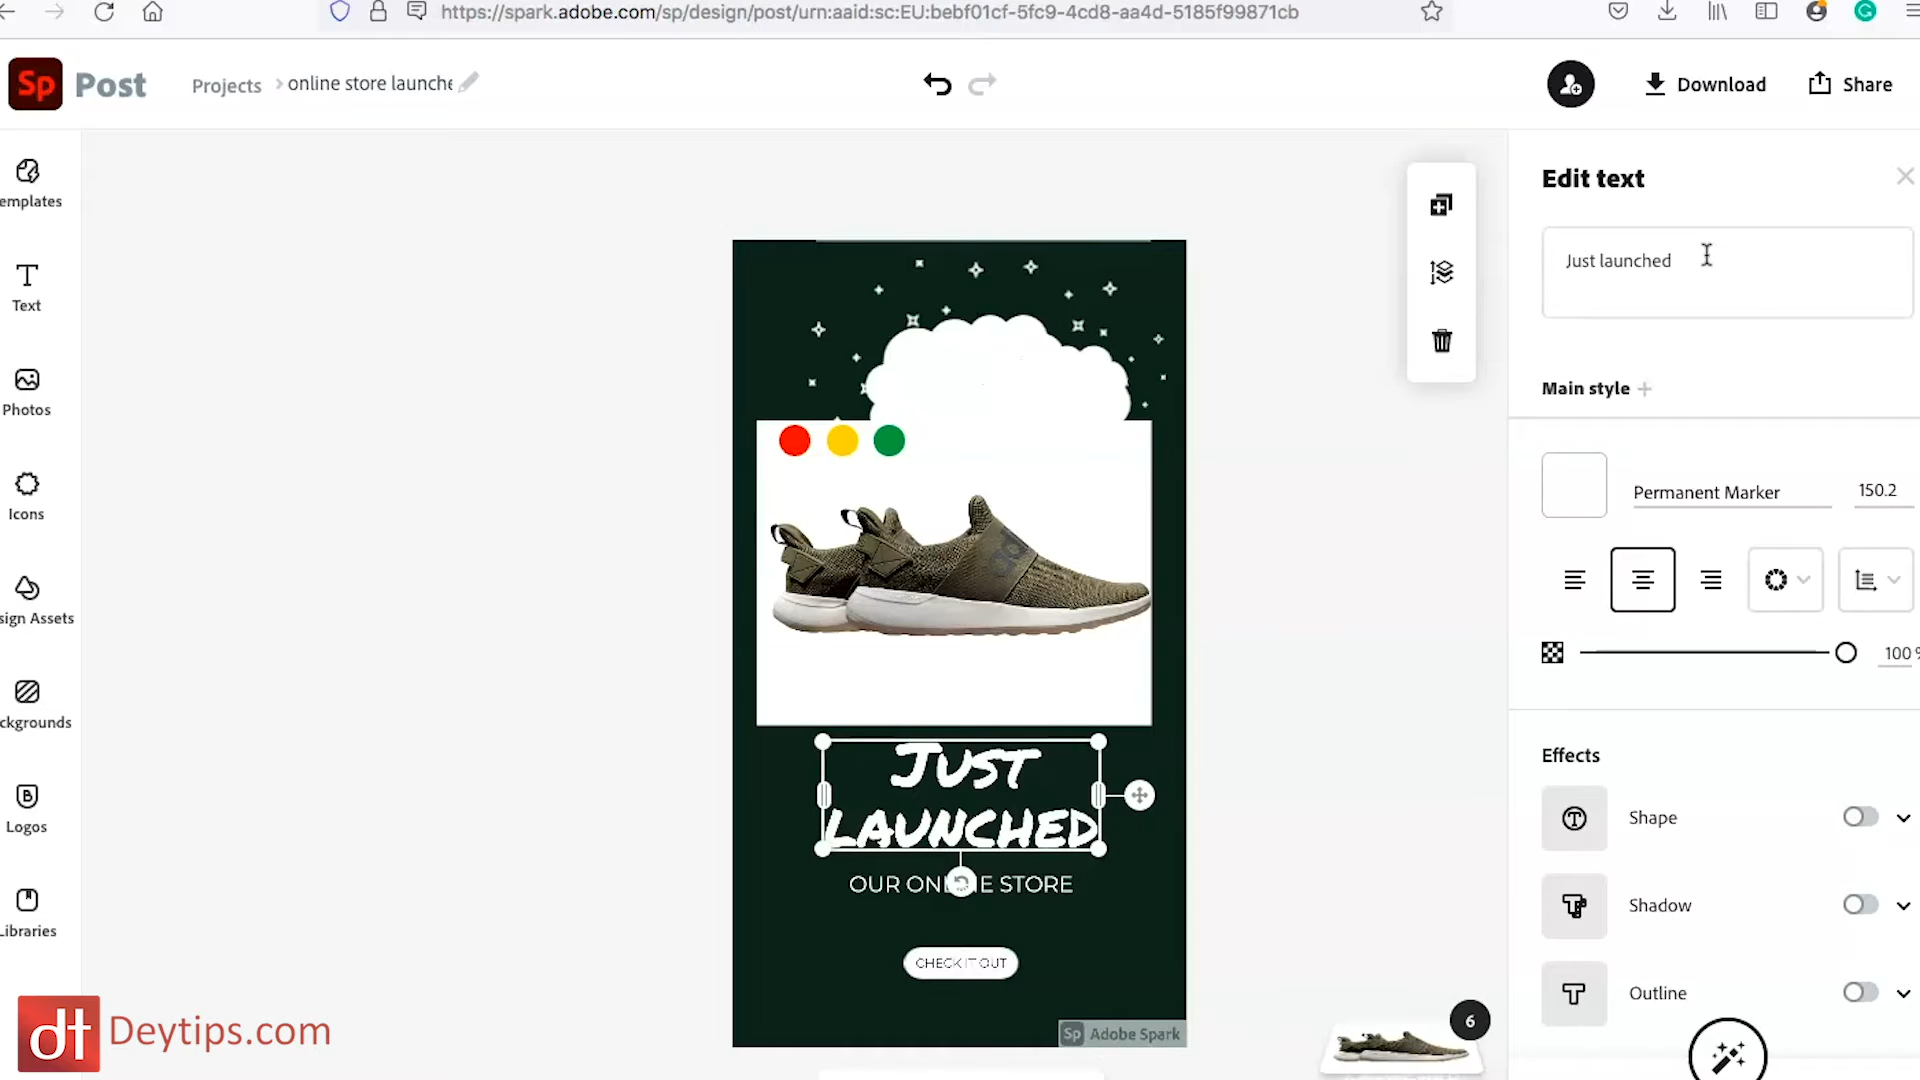 https://spark.adobe.com/sp/design/post/urn:aaid:sc:EU:bebf01cf-5fc9-4cd8-aa4d-5185f99871cb
Sp Post
Projects
online store launche
Download
Share
emplates
Text
Photos
Icons
sign Assets
ckgrounds
Logos
Libraries
Edit text
Just launched
Main style
Permanent Marker
150.2
100 %
Effects
Shape
Shadow
Outline
JUST
LAUNCHED
OUR ONLINE STORE
CHECK IT OUT
Sp Adobe Spark
6
dt Deytips.com